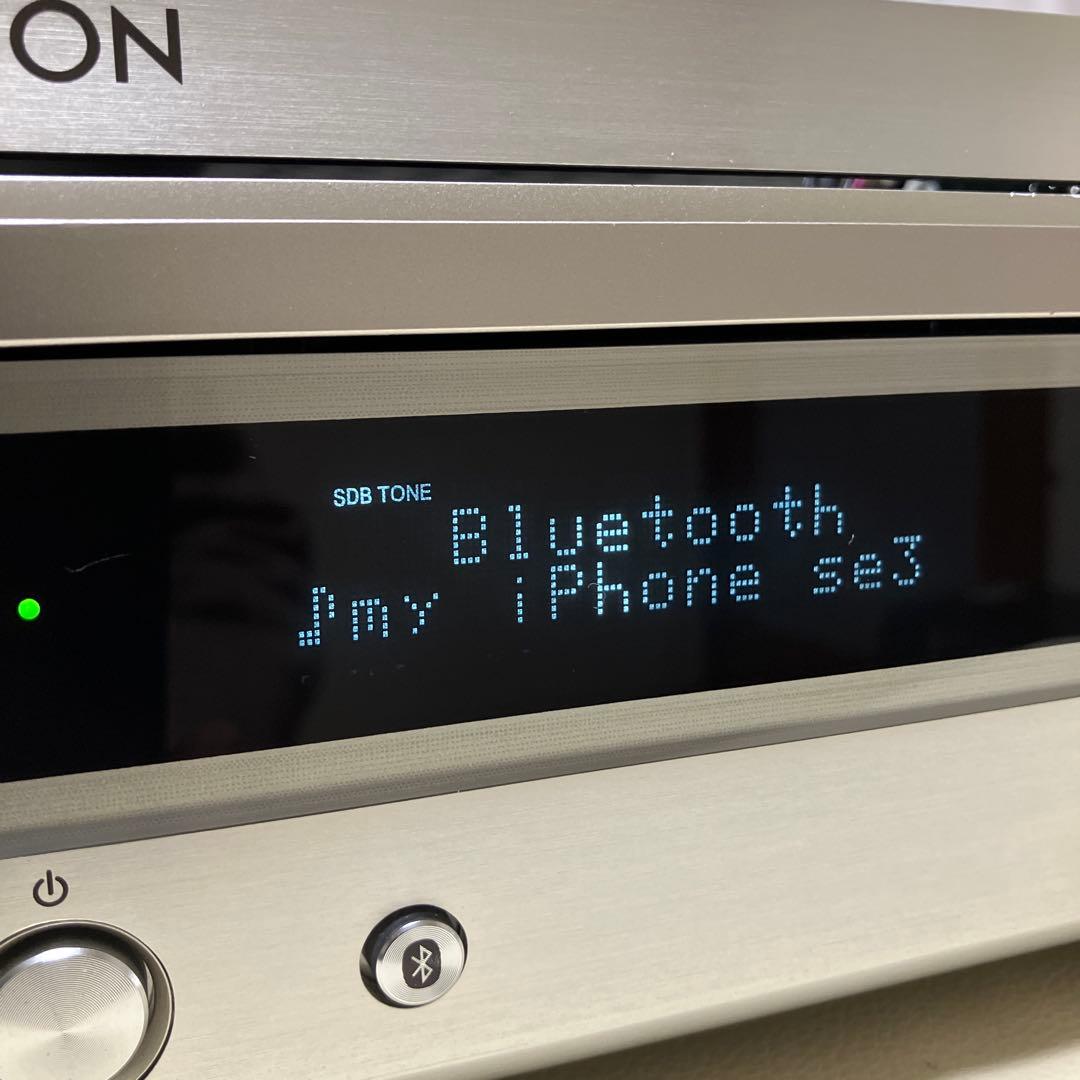 ON
SDB TONE
Bluetooth
♪my iPhone se3